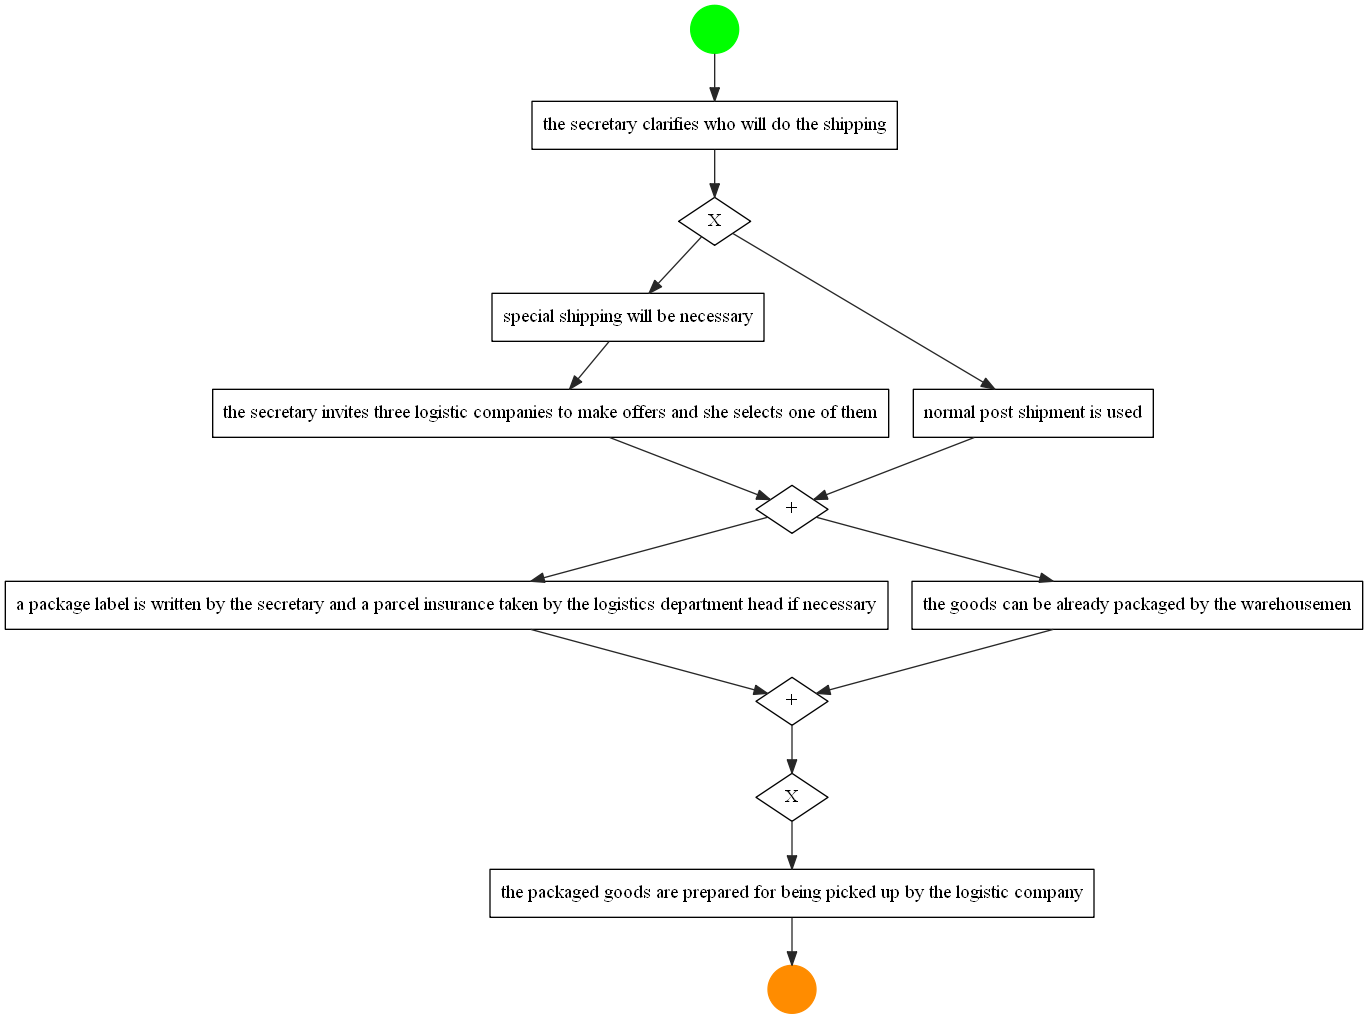 the secretary clarifies who will do the shipping
X
special shipping will be necessary
the secretary invites three logistic companies to make offers and she selects one of them
normal post shipment is used
+
a package label is written by the secretary and a parcel insurance taken by the logistics department head if necessary
the goods can be already packaged by the warehousemen
+
X
the packaged goods are prepared for being picked up by the logistic company